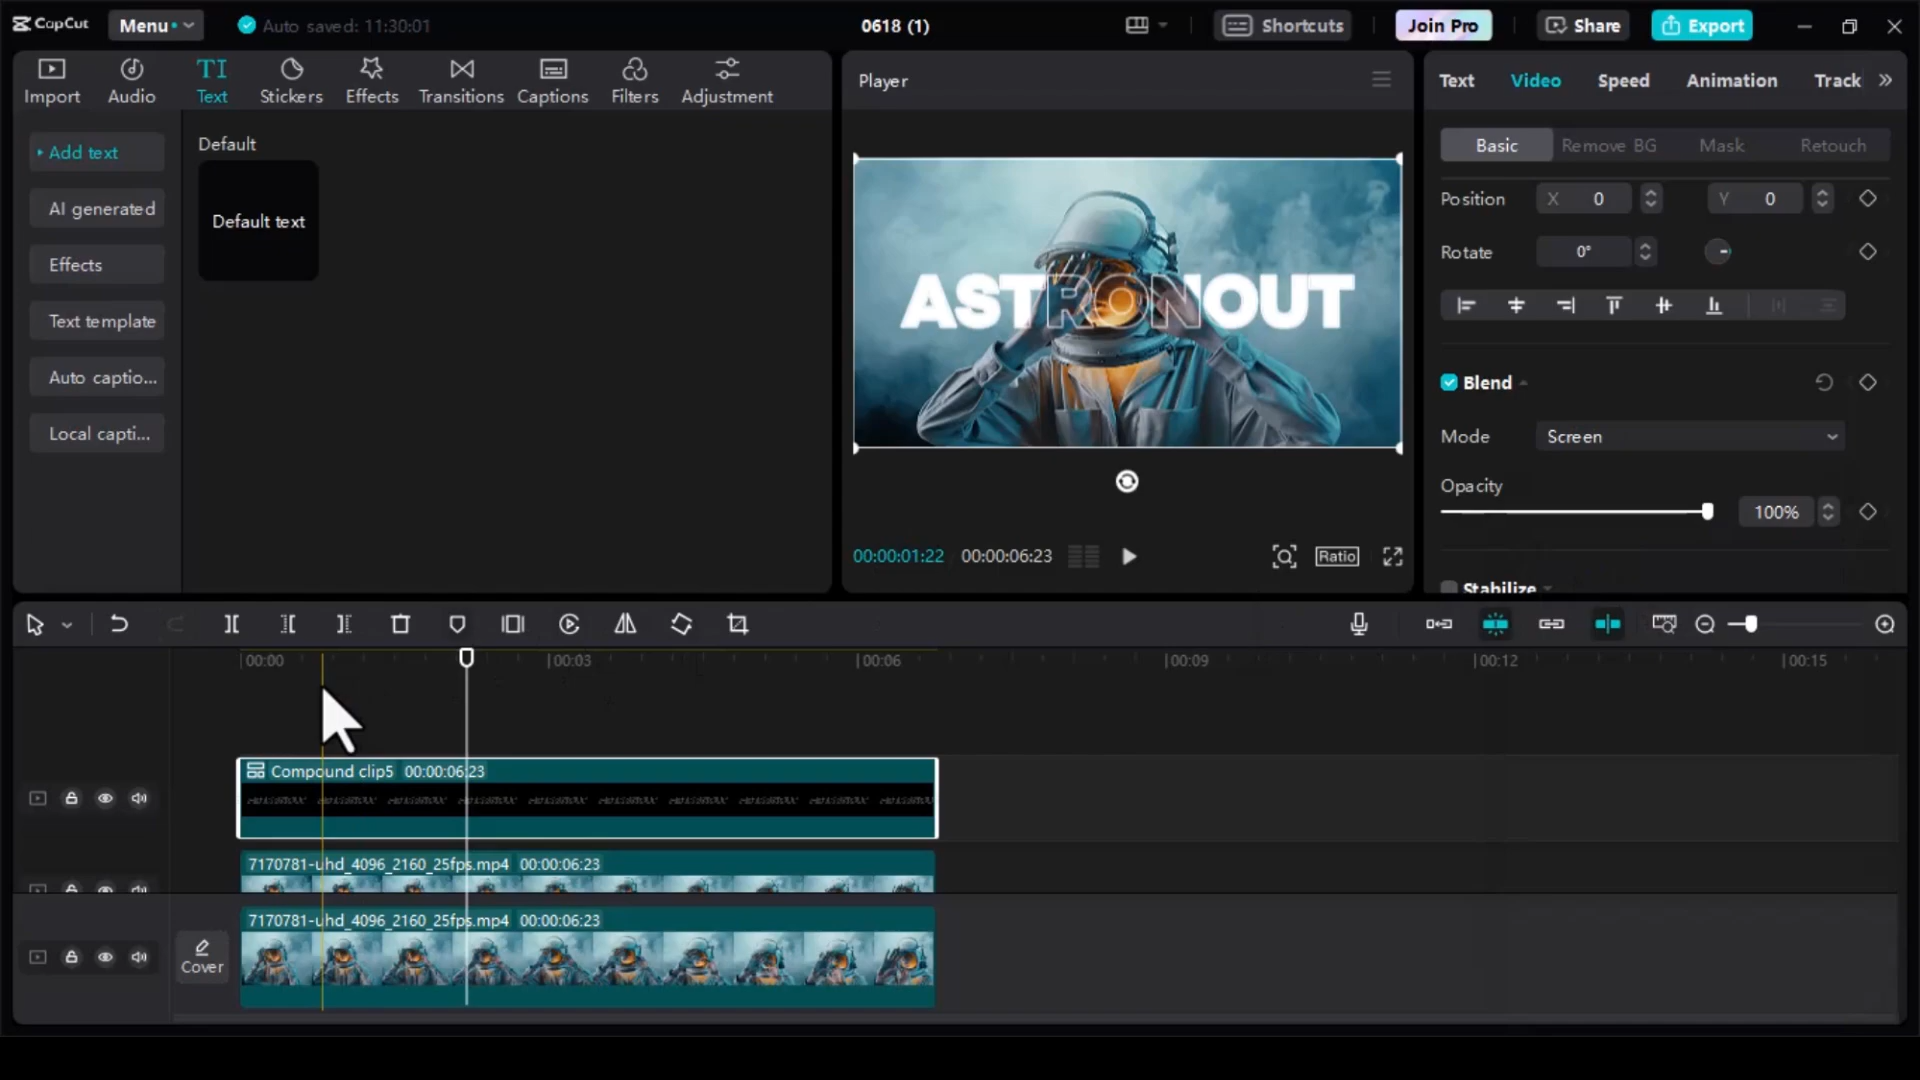 CapCut
Menu
Auto saved: 11:30:01
0618 (1)
Shortcuts
Join Pro
Share
Export
Import
Audio
TI
Text
Stickers
Effects
Transitions
Captions
Filters
Adjustment
Add text
AI generated
Effects
Text template
Auto captio...
Local capti...
Default
Default text
Player
ASTRONOUT
00:00:01:22
00:00:06:23
Ratio
Text
Video
Speed
Animation
Track
Basic
Remove BG
Mask
Retouch
Position
X 0
Y 0
Rotate
0°
Blend
Mode
Screen
Opacity
100%
Stabilize
00:00
00:03
00:06
00:09
00:12
00:15
Compound clip5 00:00:06:23
7170781-uhd_4096_2160_25fps.mp4 00:00:06:23
7170781-uhd_4096_2160_25fps.mp4 00:00:06:23
Cover